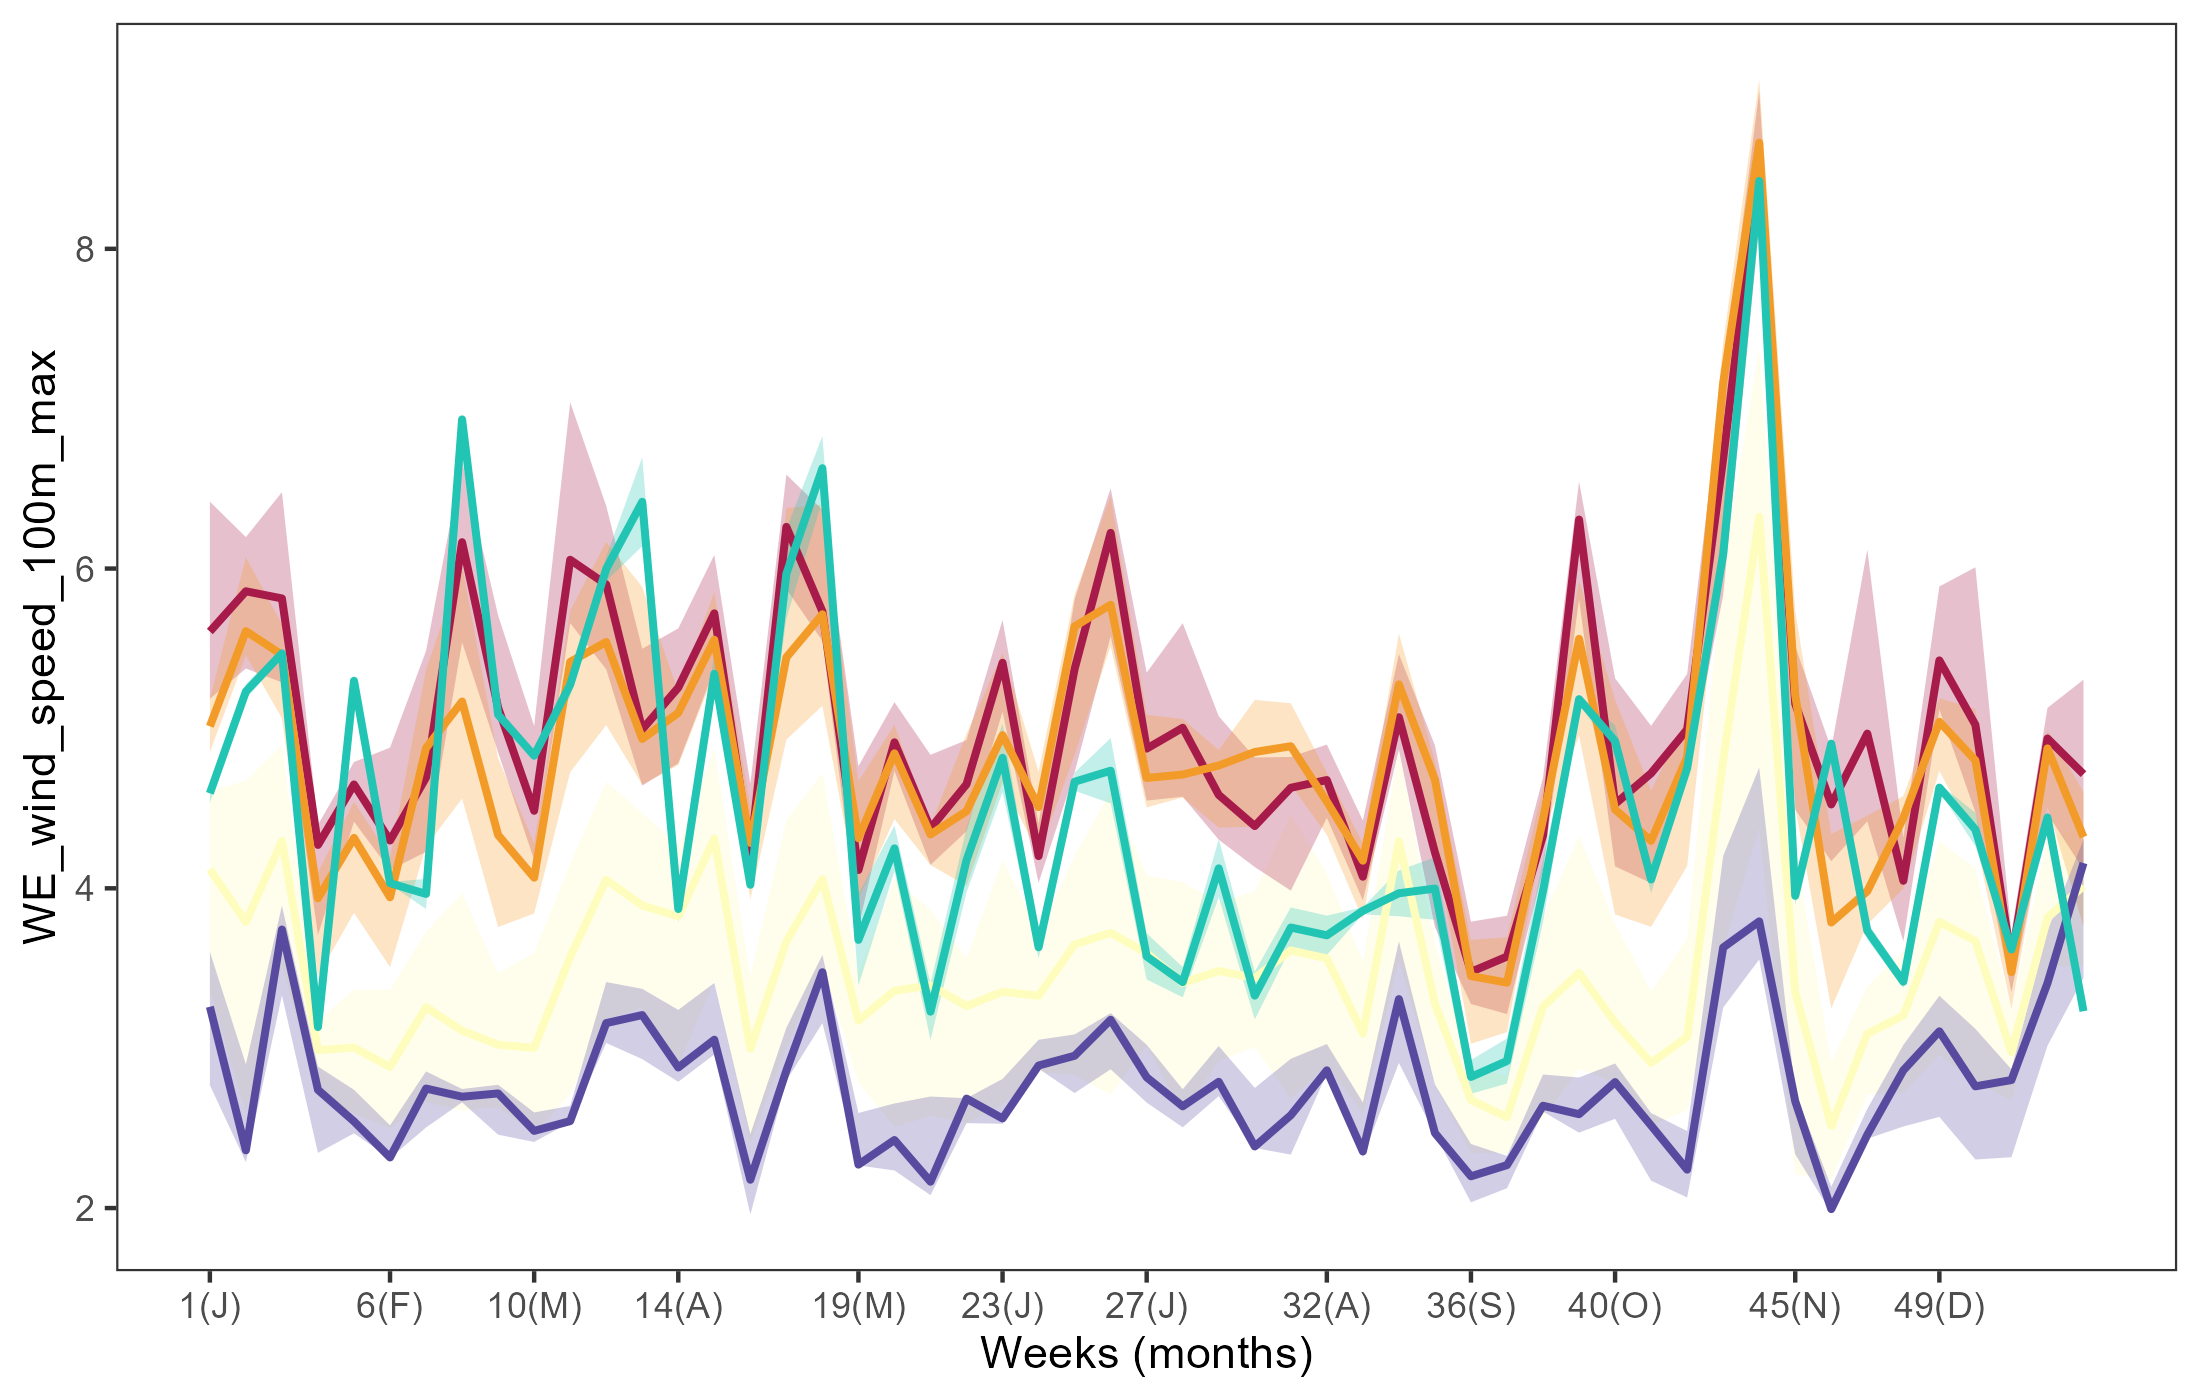 WE_wind_speed_100m_max
8
6
4
2
1(J) 6(F) 10(M) 14(A) 19(M) 23(J) 27(J) 32(A) 36(S) 40(O) 45(N) 49(D)
Weeks (months)